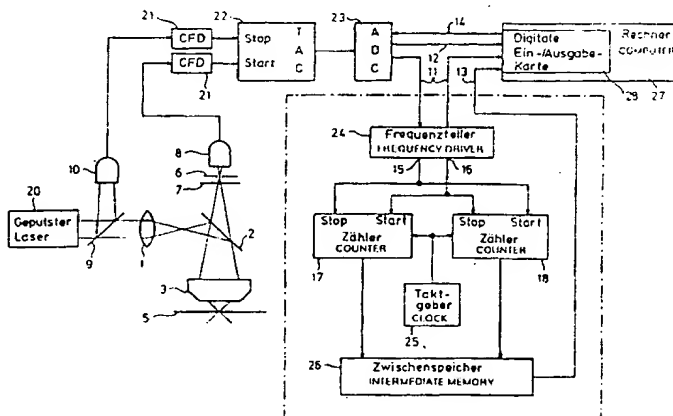 21
22
23
14
CFD
Stop
T
A
C
A
D
C
Digitale
Ein-/Ausgabe-
Karte
Rechner
COMPUTER
CFD
Start
12
11
13
28
27
21
8
24
Frequenzteiler
FREQUENCY DRIVER
10
6
7
15
16
20
Gepulster
Laser
9
1
2
Stop
Start
Zähler
COUNTER
Stop
Start
Zähler
COUNTER
17
18
3
5
Takt-
geber
CLOCK
25
26
Zwischenspeicher
INTERMEDIATE MEMORY